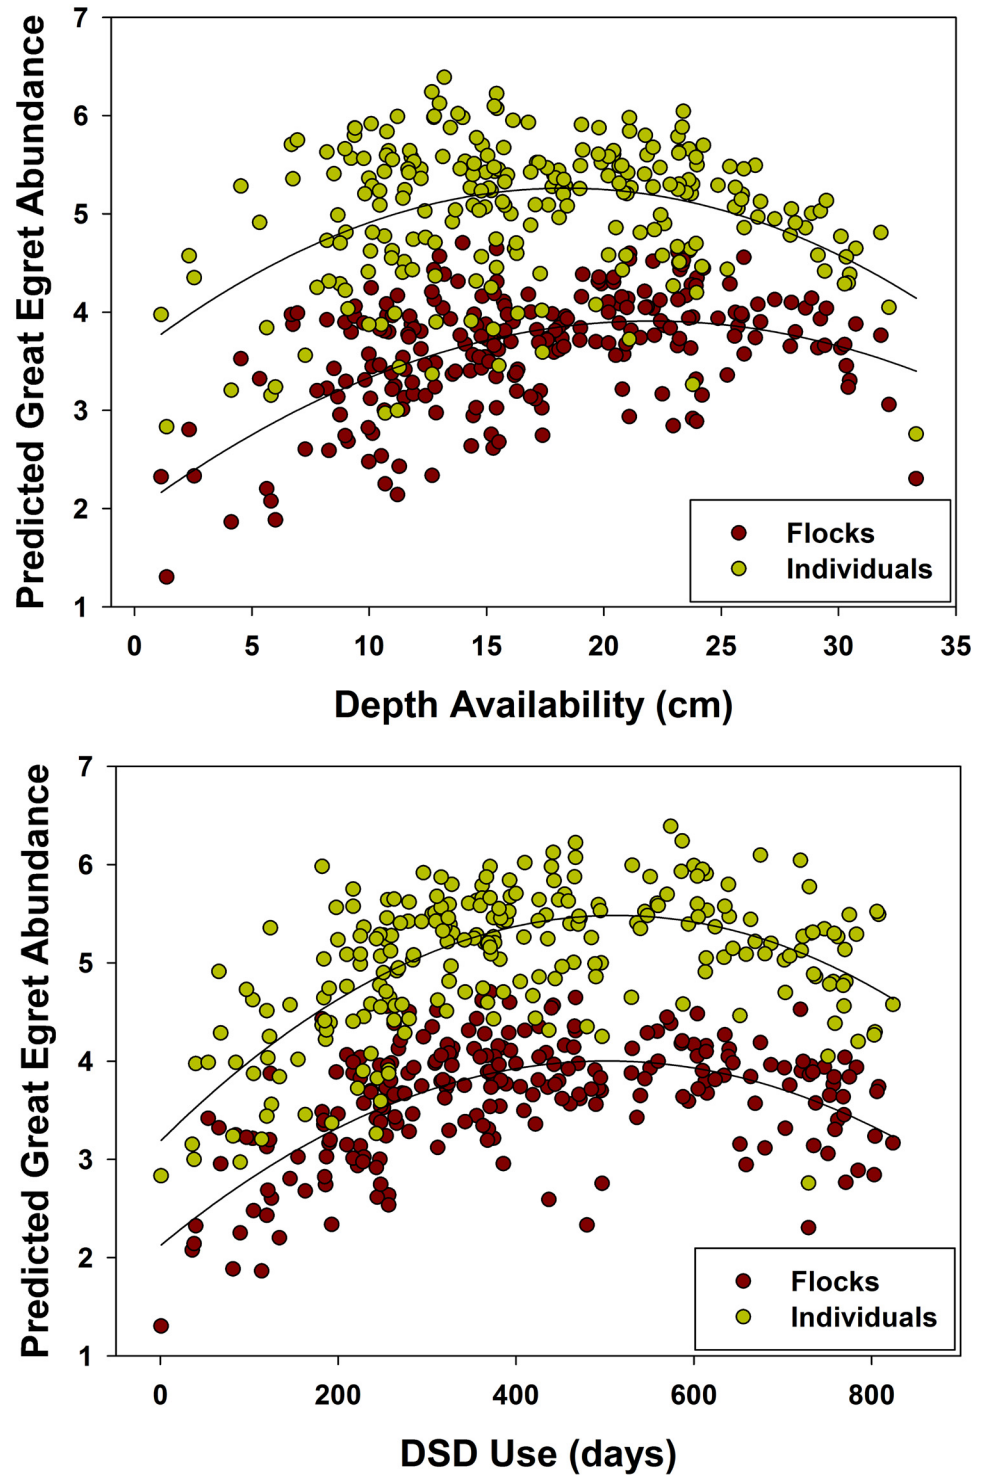 Predicted Great Egret Abundance
7
6
5
4
3
2
1
Flocks
Individuals
0 5 10 15 20 25 30 35
Depth Availability (cm)
Predicted Great Egret Abundance
7
6
5
4
3
2
1
Flocks
Individuals
0 200 400 600 800
DSD Use (days)